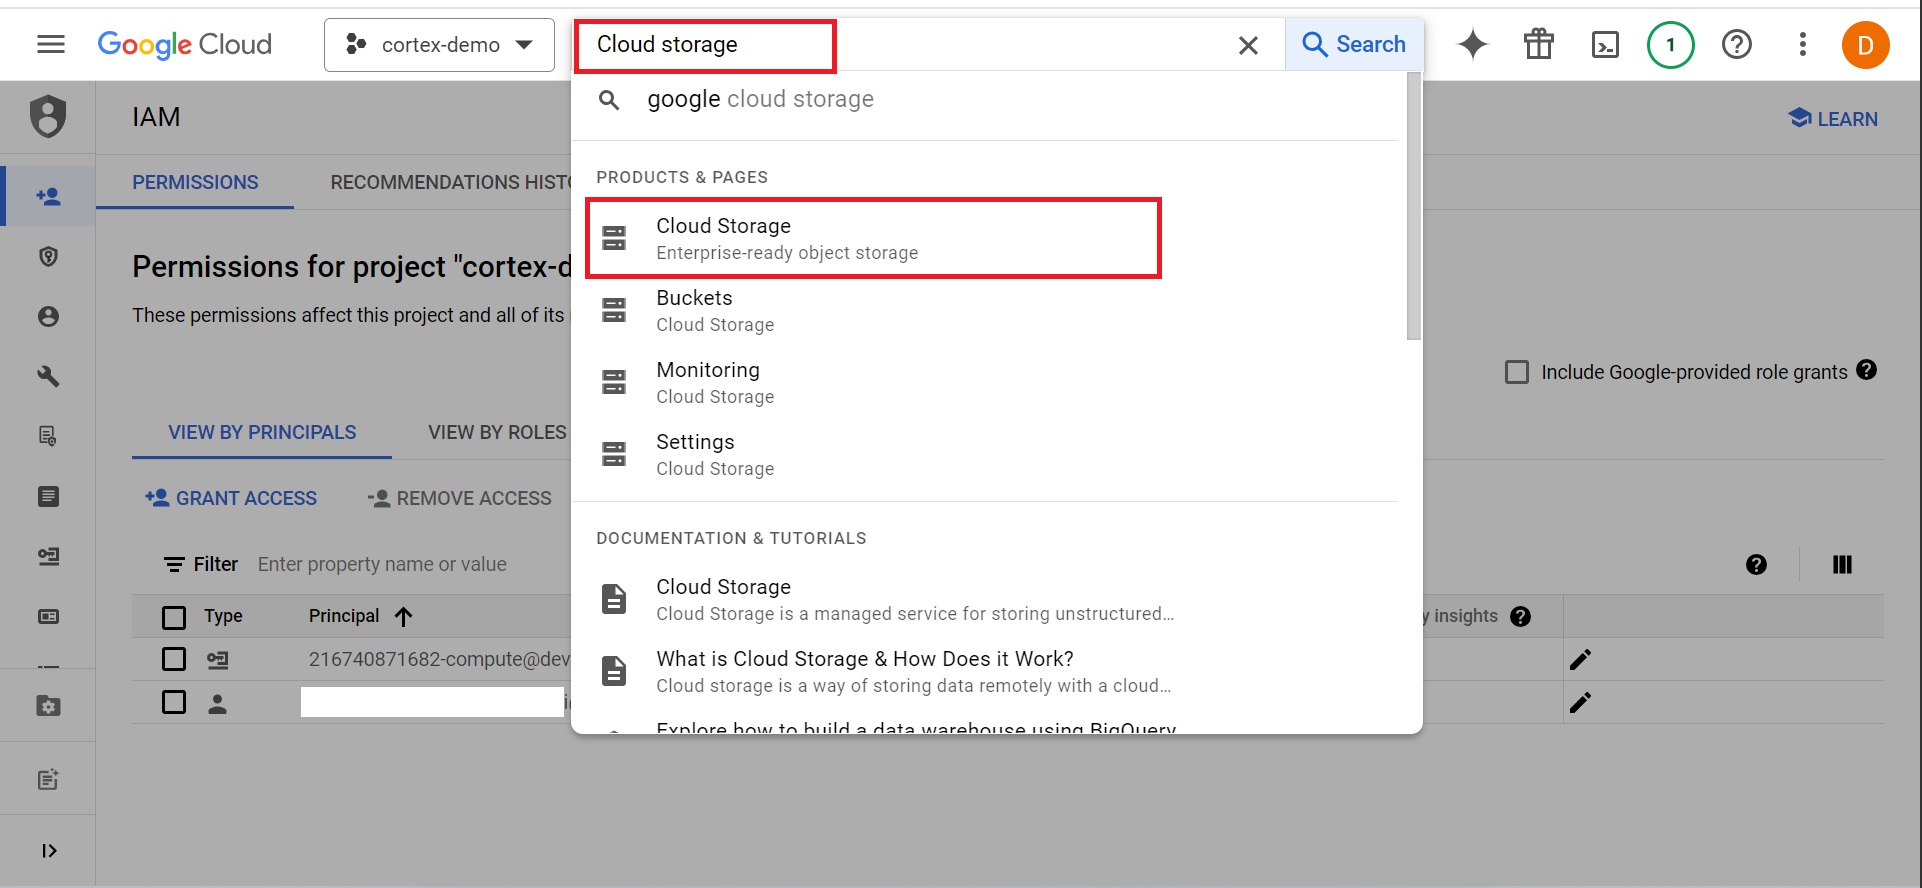 Google Cloud
cortex-demo
Cloud storage
Search
1
D
google cloud storage
IAM
LEARN
PERMISSIONS
RECOMMENDATIONS
PRODUCTS & PAGES
Cloud Storage
Enterprise-ready object storage
Permissions for project "cortex-d
These permissions affect this project and all of its
Buckets
Cloud Storage
Monitoring
Cloud Storage
Include Google-provided role grants
VIEW BY PRINCIPALS
VIEW BY ROLES
Settings
Cloud Storage
GRANT ACCESS
REMOVE ACCESS
DOCUMENTATION & TUTORIALS
Filter
Enter property name or value
Cloud Storage
Cloud Storage is a managed service for storing unstructured...
Type
Principal
insights
216740871682-compute@dev
What is Cloud Storage & How Does it Work?
Cloud storage is a way of storing data remotely with a cloud...
Explore how to build a data warehouse using BigQuery